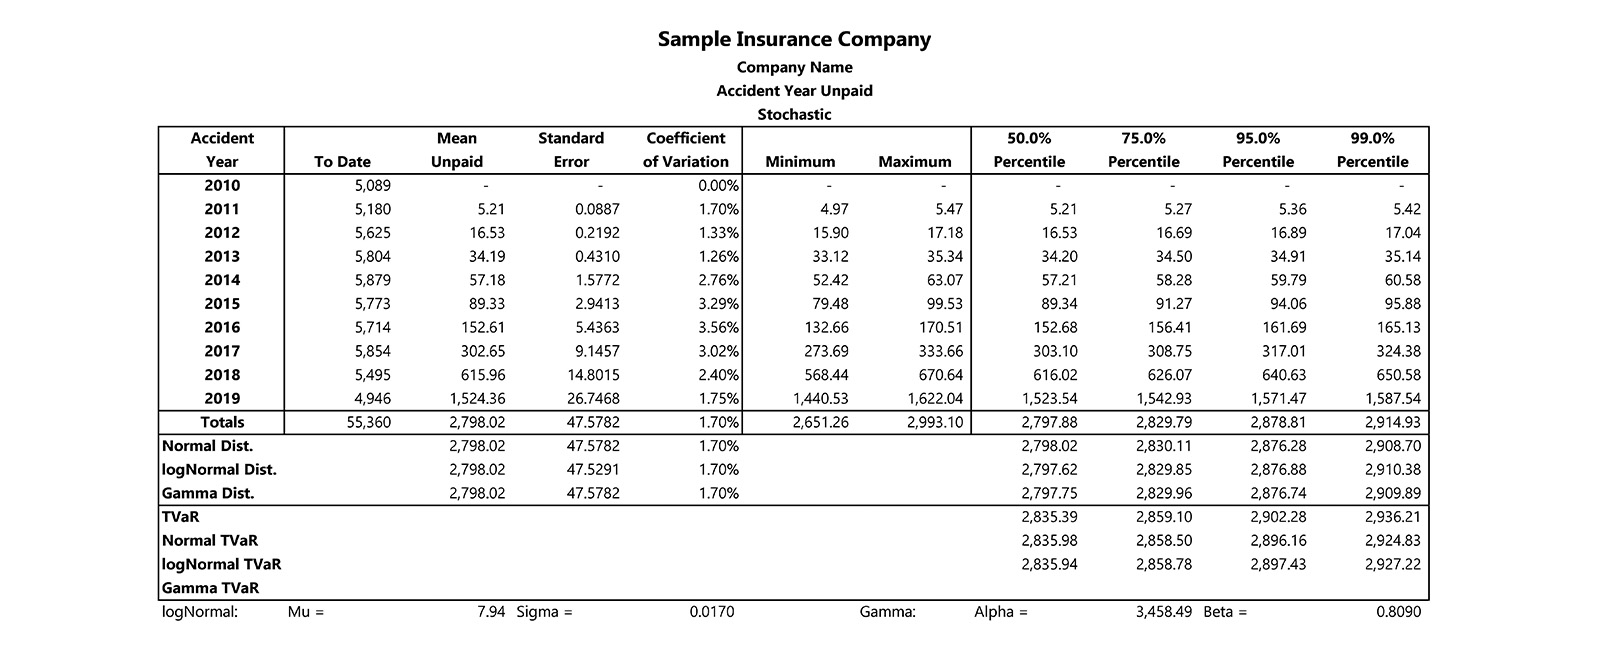 Sample Insurance Company
Company Name
Accident Year Unpaid
Stochastic
Accident Mean Standard Coefficient 50.0% 75.0% 95.0% 99.0%
Year To Date Unpaid Error of Variation Minimum Maximum Percentile Percentile Percentile Percentile
2010 5,089 - - 0.00% - - - - - -
2011 5,180 5.21 0.0887 1.70% 4.97 5.47 5.21 5.27 5.36 5.42
2012 5,625 16.53 0.2192 1.33% 15.90 17.18 16.53 16.69 16.89 17.04
2013 5,804 34.19 0.4310 1.26% 33.12 35.34 34.20 34.50 34.91 35.14
2014 5,879 57.18 1.5772 2.76% 52.42 63.07 57.21 58.28 59.79 60.58
2015 5,773 89.33 2.9413 3.29% 79.48 99.53 89.34 91.27 94.06 95.88
2016 5,714 152.61 5.4363 3.56% 132.66 170.51 152.68 156.41 161.69 165.13
2017 5,854 302.65 9.1457 3.02% 273.69 333.66 303.10 308.75 317.01 324.38
2018 5,495 615.96 14.8015 2.40% 568.44 670.64 616.02 626.07 640.63 650.58
2019 4,946 1,524.36 26.7468 1.75% 1,440.53 1,622.04 1,523.54 1,542.93 1,571.47 1,587.54
Totals 55,360 2,798.02 47.5782 1.70% 2,651.26 2,993.10 2,797.88 2,829.79 2,878.81 2,914.93
Normal Dist. 2,798.02 47.5782 1.70% 2,798.02 2,830.11 2,876.28 2,908.70
logNormal Dist. 2,798.02 47.5291 1.70% 2,797.62 2,829.85 2,876.88 2,910.38
Gamma Dist. 2,798.02 47.5782 1.70% 2,797.75 2,829.96 2,876.74 2,909.89
TVaR 2,835.39 2,859.10 2,902.28 2,936.21
Normal TVaR 2,835.98 2,858.50 2,896.16 2,924.83
logNormal TVaR 2,835.94 2,858.78 2,897.43 2,927.22
Gamma TVaR
logNormal: Mu = 7.94 Sigma = 0.0170 Gamma: Alpha = 3,458.49 Beta = 0.8090